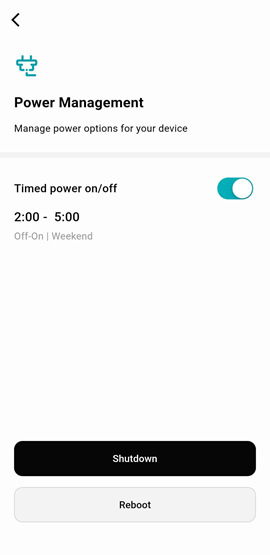 Power Management
Manage power options for your device
Timed power on/off
2:00 - 5:00
Off-On | Weekend
Shutdown
Reboot